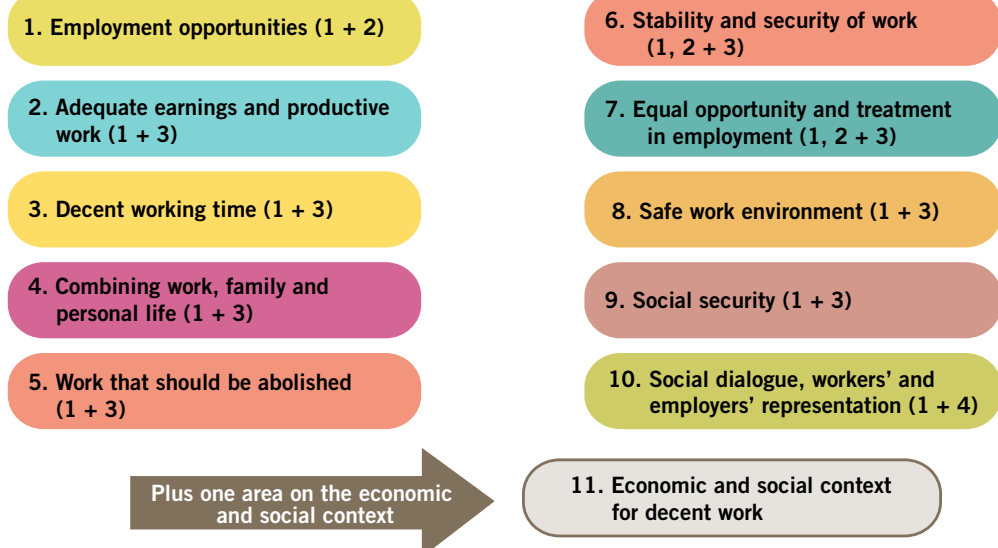 1. Employment opportunities (1 + 2)
2. Adequate earnings and productive
work (1 + 3)
3. Decent working time (1 + 3)
4. Combining work, family and
personal life (1 + 3)
5. Work that should be abolished
(1 + 3)
6. Stability and security of work
(1, 2 + 3)
7. Equal opportunity and treatment
in employment (1, 2 + 3)
8. Safe work environment (1 + 3)
9. Social security (1 + 3)
10. Social dialogue, workers’ and
employers’ representation (1 + 4)
Plus one area on the economic
and social context
11. Economic and social context
for decent work